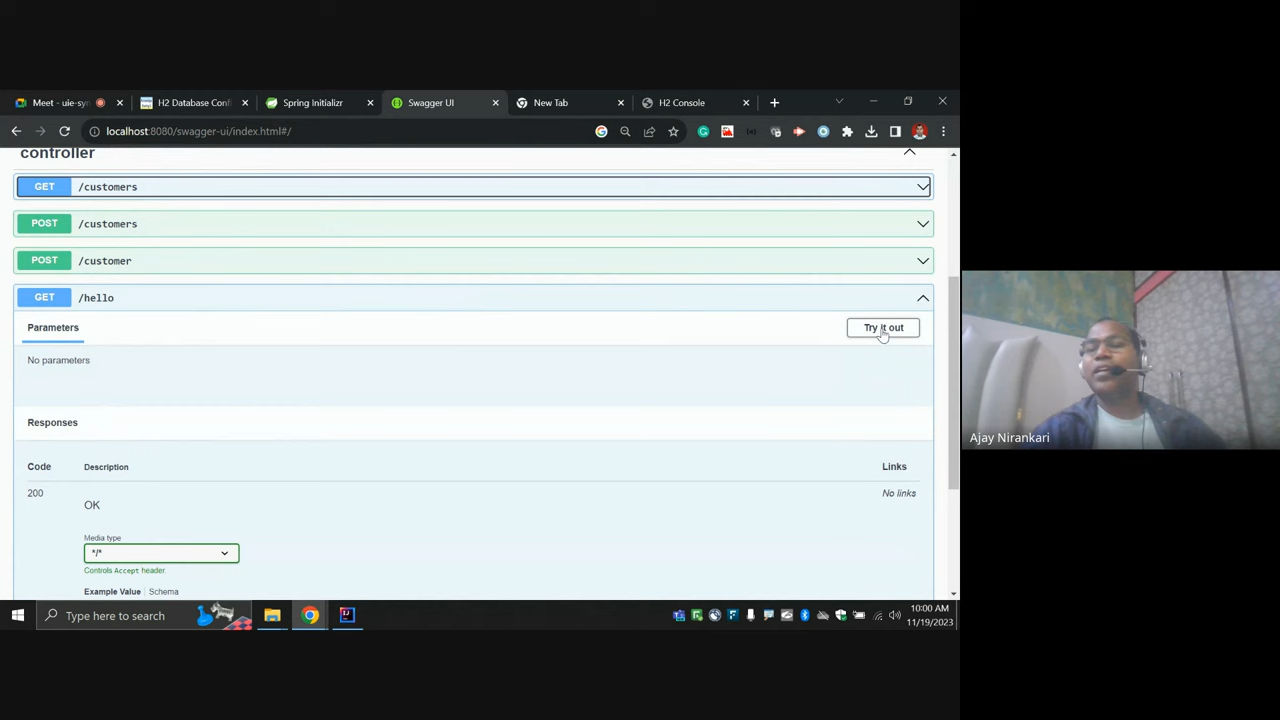 Meet - uie-syn
H2 Database Conf
Spring Initializr
Swagger UI
New Tab
H2 Console
localhost:8080/swagger-ui/index.html#/
controller
GET /customers
POST /customers
POST /customer
GET /hello
Parameters
Try it out
No parameters
Responses
Code Description Links
200 No links
OK
Media type
*/*
Controls Accept header.
Example Value Schema
Type here to search
10:00 AM
11/19/2023
Ajay Nirankari